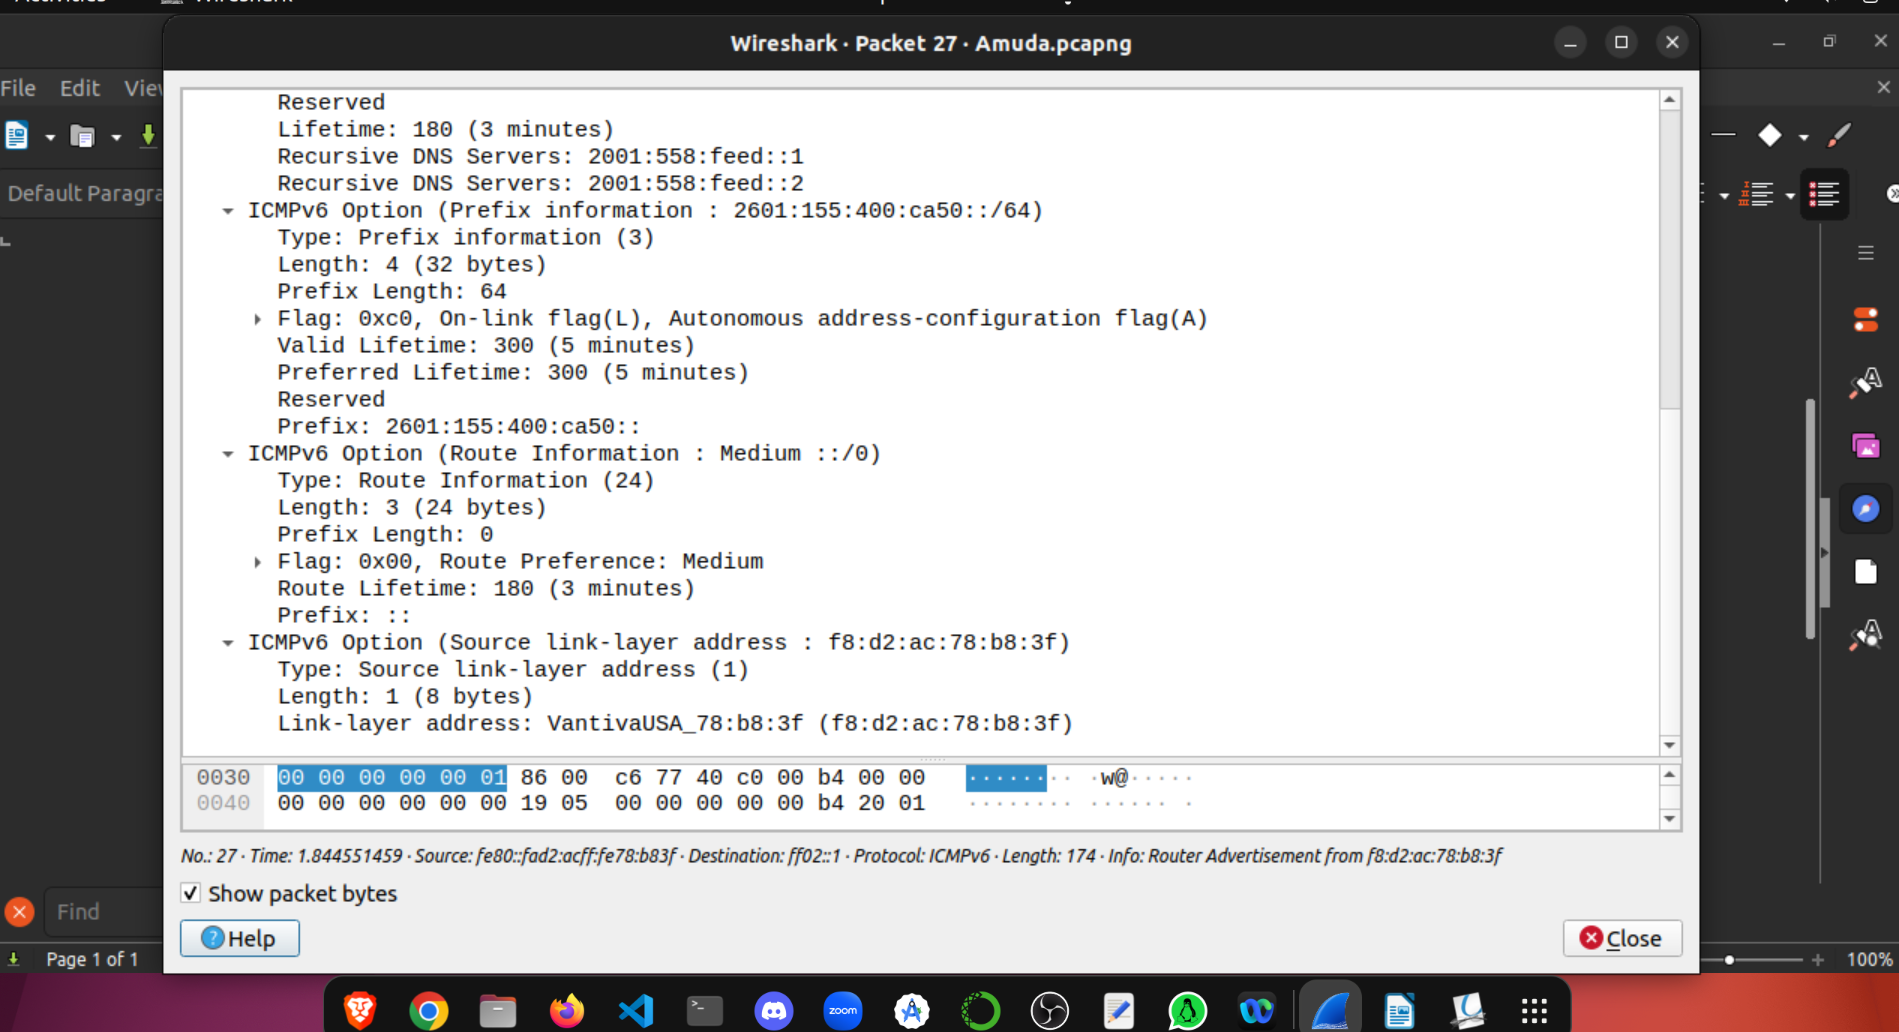 Wireshark · Packet 27 · Amuda.pcapng
File Edit View
Default Paragra
Reserved
Lifetime: 180 (3 minutes)
Recursive DNS Servers: 2001:558:feed::1
Recursive DNS Servers: 2001:558:feed::2
ICMPv6 Option (Prefix information : 2601:155:400:ca50::/64)
Type: Prefix information (3)
Length: 4 (32 bytes)
Prefix Length: 64
Flag: 0xc0, On-link flag(L), Autonomous address-configuration flag(A)
Valid Lifetime: 300 (5 minutes)
Preferred Lifetime: 300 (5 minutes)
Reserved
Prefix: 2601:155:400:ca50::
ICMPv6 Option (Route Information : Medium ::/0)
Type: Route Information (24)
Length: 3 (24 bytes)
Prefix Length: 0
Flag: 0x00, Route Preference: Medium
Route Lifetime: 180 (3 minutes)
Prefix: ::
ICMPv6 Option (Source link-layer address : f8:d2:ac:78:b8:3f)
Type: Source link-layer address (1)
Length: 1 (8 bytes)
Link-layer address: VantivaUSA_78:b8:3f (f8:d2:ac:78:b8:3f)
0030 00 00 00 00 00 01 86 00 c6 77 40 c0 00 b4 00 00 ········ ·w@·····
0040 00 00 00 00 00 00 19 05 00 00 00 00 00 b4 20 01 ········ ······ ·
No.: 27 · Time: 1.844551459 · Source: fe80::fad2:acff:fe78:b83f · Destination: ff02::1 · Protocol: ICMPv6 · Length: 174 · Info: Router Advertisement from f8:d2:ac:78:b8:3f
Show packet bytes
Find
Help
Close
Page 1 of 1
100%
zoom